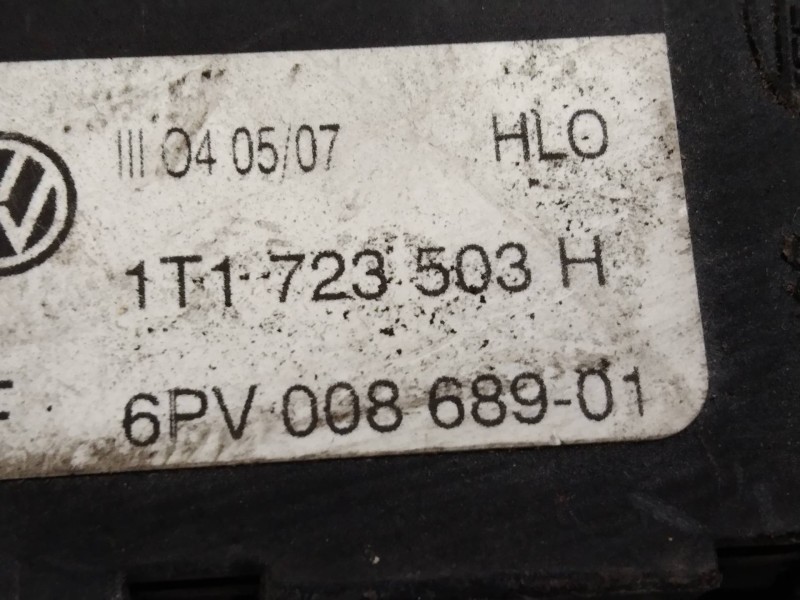 III 04 05/07 HLO
1T1 723 503 H
6PV 008 689-01